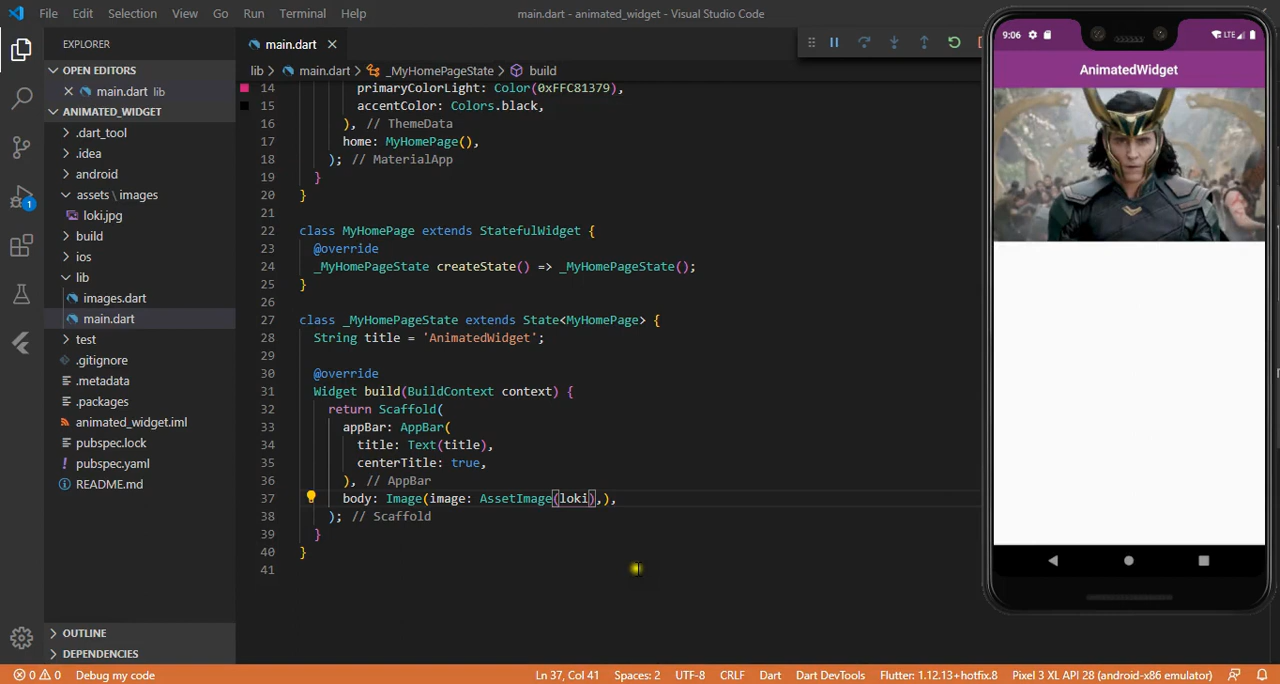 File Edit Selection View Go Run Terminal Help
main.dart - animated_widget - Visual Studio Code
EXPLORER
OPEN EDITORS
main.dart lib
ANIMATED_WIDGET
.dart_tool
.idea
android
assets \ images
loki.jpg
build
ios
lib
images.dart
main.dart
test
.gitignore
.metadata
.packages
animated_widget.iml
pubspec.lock
pubspec.yaml
README.md
OUTLINE
DEPENDENCIES
1
main.dart
lib > main.dart > _MyHomePageState > build
14 primaryColorLight: Color(0xFFC81379),
15 accentColor: Colors.black,
16 ), // ThemeData
17 home: MyHomePage(),
18 ); // MaterialApp
19 }
20 }
21
22 class MyHomePage extends StatefulWidget {
23 @override
24 _MyHomePageState createState() => _MyHomePageState();
25 }
26
27 class _MyHomePageState extends State<MyHomePage> {
28 String title = 'AnimatedWidget';
29
30 @override
31 Widget build(BuildContext context) {
32 return Scaffold(
33 appBar: AppBar(
34 title: Text(title),
35 centerTitle: true,
36 ), // AppBar
37 body: Image(image: AssetImage(loki),),
38 ); // Scaffold
39 }
40 }
41
9:06 LTE
AnimatedWidget
0 0 Debug my code
Ln 37, Col 41 Spaces: 2 UTF-8 CRLF Dart Dart DevTools Flutter: 1.12.13+hotfix.8 Pixel 3 XL API 28 (android-x86 emulator)